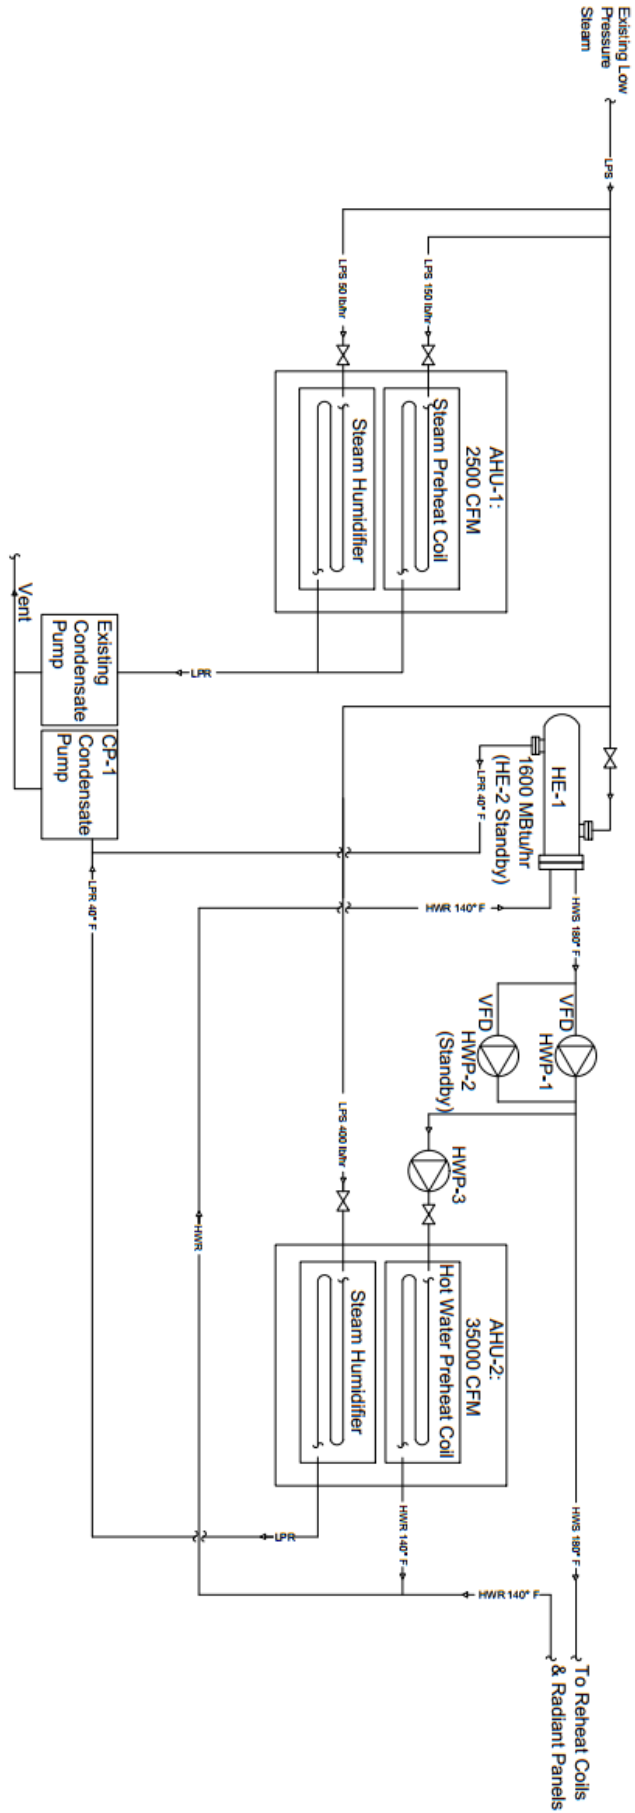 Existing Low
Pressure
Steam
LPS
LPS 50 lb/hr
LPS 150 lb/hr
AHU-1:
2500 CFM
Steam Preheat Coil
Steam Humidifier
LPR
Existing
Condensate
Pump
Vent
CP-1
Condensate
Pump
LPR 40° F
HE-1
1600 MBtu/hr
(HE-2 Standby)
LPR 40° F
HWR 140° F
HWS 180° F
VFD
HWP-1
VFD
HWP-2
(Standby)
HWP-3
LPS 400 lb/hr
HWR
AHU-2:
35000 CFM
Hot Water Preheat Coil
Steam Humidifier
LPR
HWR 140° F
HWS 180° F
HWR 140° F
To Reheat Coils
& Radiant Panels